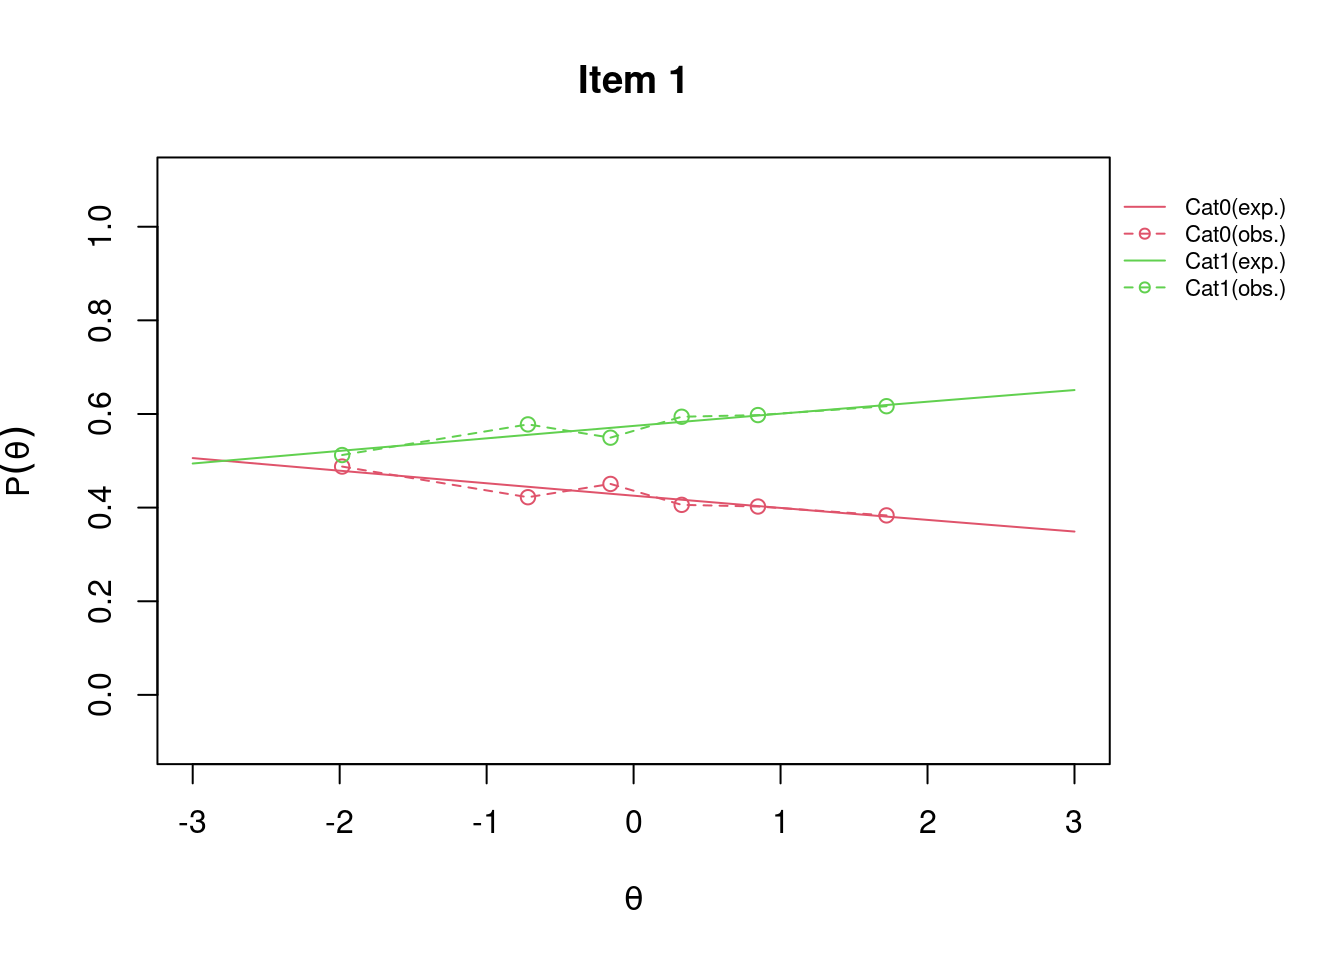 Item 1
Cat0(exp.)
Cat0(obs.)
Cat1(exp.)
Cat1(obs.)
P(θ)
1.0
0.8
0.6
0.4
0.2
0.0
-3 -2 -1 0 1 2 3
θ